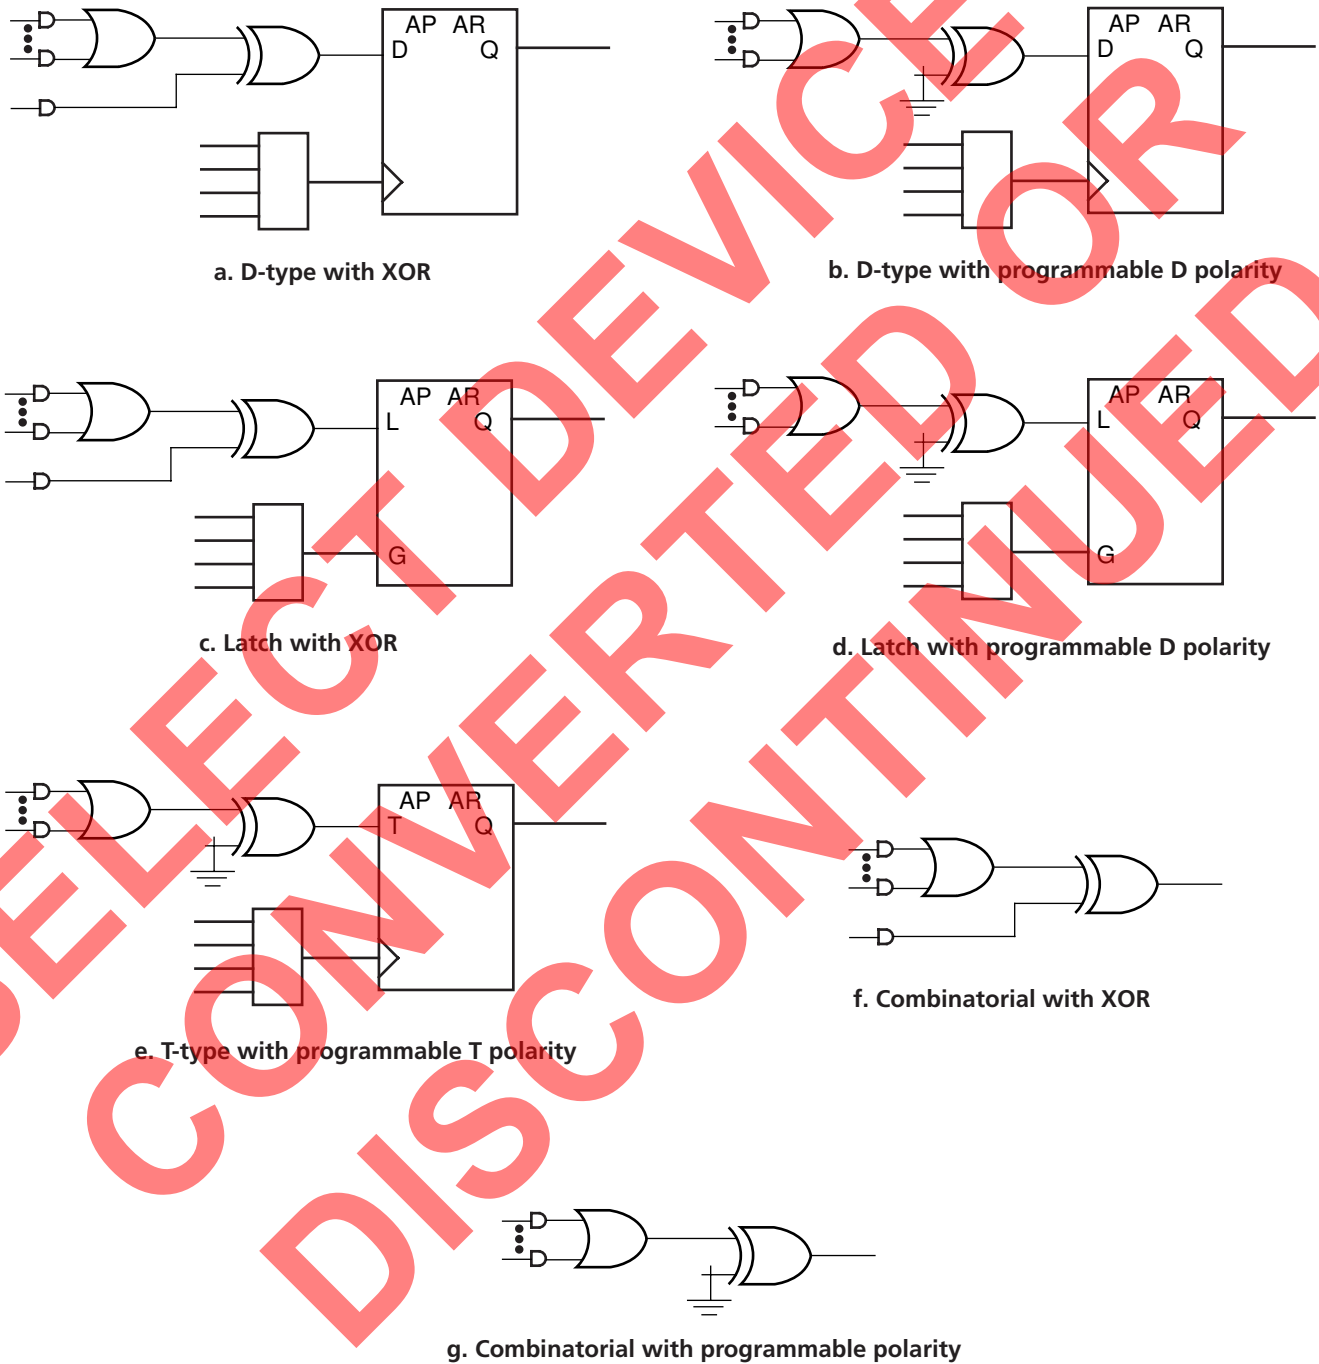 AP AR
D Q
a. D-type with XOR
AP AR
D Q
b. D-type with programmable D polarity
AP AR
L Q
G
c. Latch with XOR
AP AR
L Q
G
d. Latch with programmable D polarity
AP AR
T Q
e. T-type with programmable T polarity
f. Combinatorial with XOR
g. Combinatorial with programmable polarity
SELECT DEVICE
CONVERTED OR
DISCONTINUED